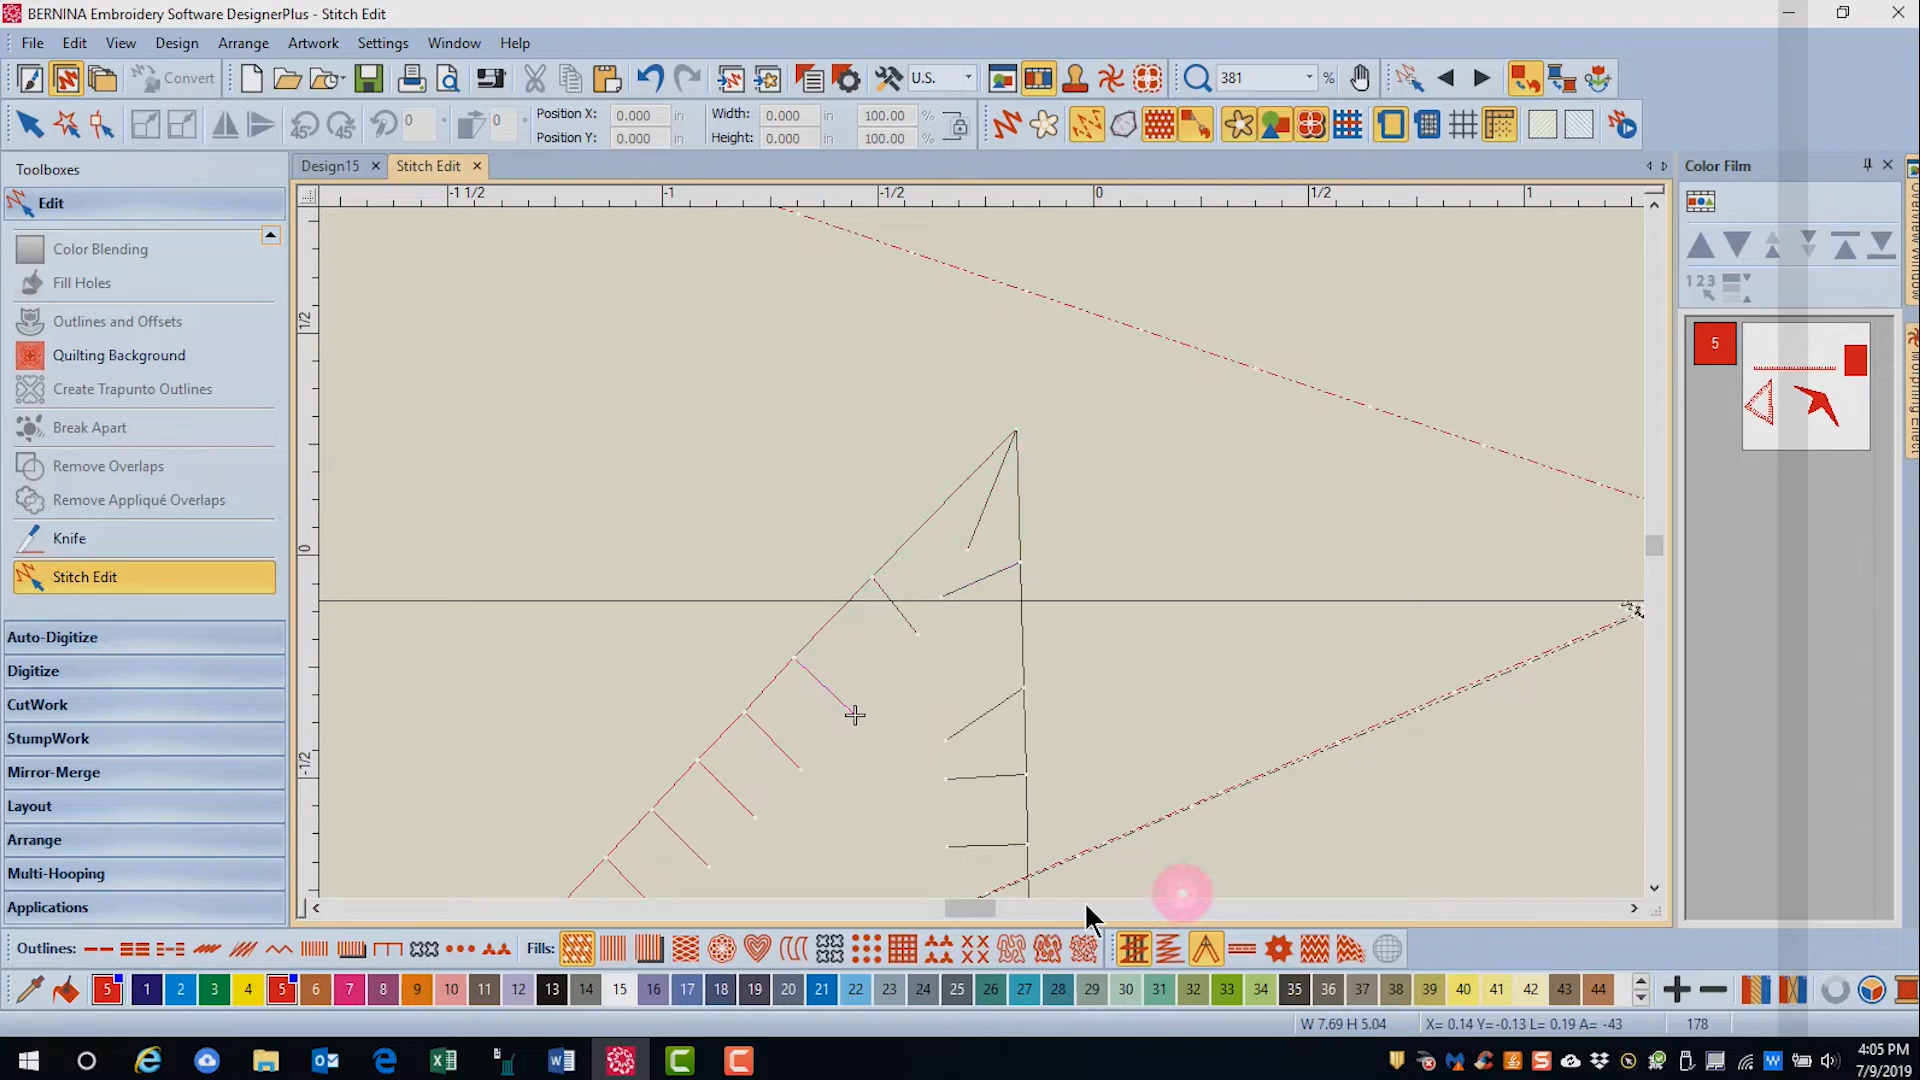 BERNINA Embroidery Software DesignerPlus - Stitch Edit
File Edit View Design Arrange Artwork Settings Window Help
Convert U.S. 381 %
45 45 0 0 Position X: 0.000 in Width: 0.000 in 100.00 %
Position Y: 0.000 in Height: 0.000 in 100.00 %
Toolboxes
Design15 Stitch Edit
Color Film
Edit
-1 1/2 -1 -1/2 0 1/2 1
1/2
0
-1/2
Color Blending
Fill Holes
Outlines and Offsets
Quilting Background
Create Trapunto Outlines
Break Apart
Remove Overlaps
Remove Appliqué Overlaps
Knife
Stitch Edit
Auto-Digitize
Digitize
CutWork
StumpWork
Mirror-Merge
Layout
Arrange
Multi-Hooping
Applications
1 2 3
5
Overview Window
Morphing Effect
Outlines: Fills:
5 1 2 3 4 5 6 7 8 9 10 11 12 13 14 15 16 17 18 19 20 21 22 23 24 25 26 27 28 29 30 31 32 33 34 35 36 37 38 39 40 41 42 43 44
W 7.69 H 5.04 X= 0.14 Y=-0.13 L= 0.19 A= -43 178
4:05 PM
7/9/2019